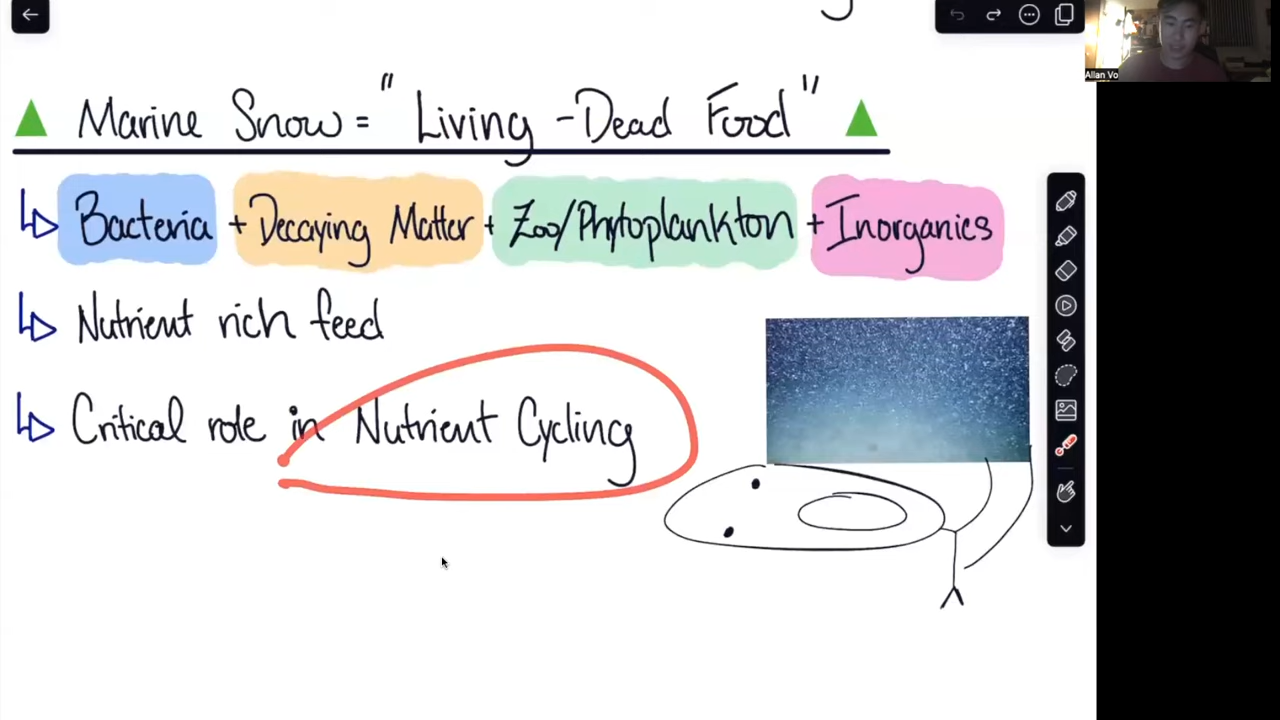 Allan Vo
Marine Snow = "Living-Dead Food"
Bacteria + Decaying Matter + Zoo/Phytoplankton + Inorganics
Nutrient rich feed
Critical role in Nutrient Cycling